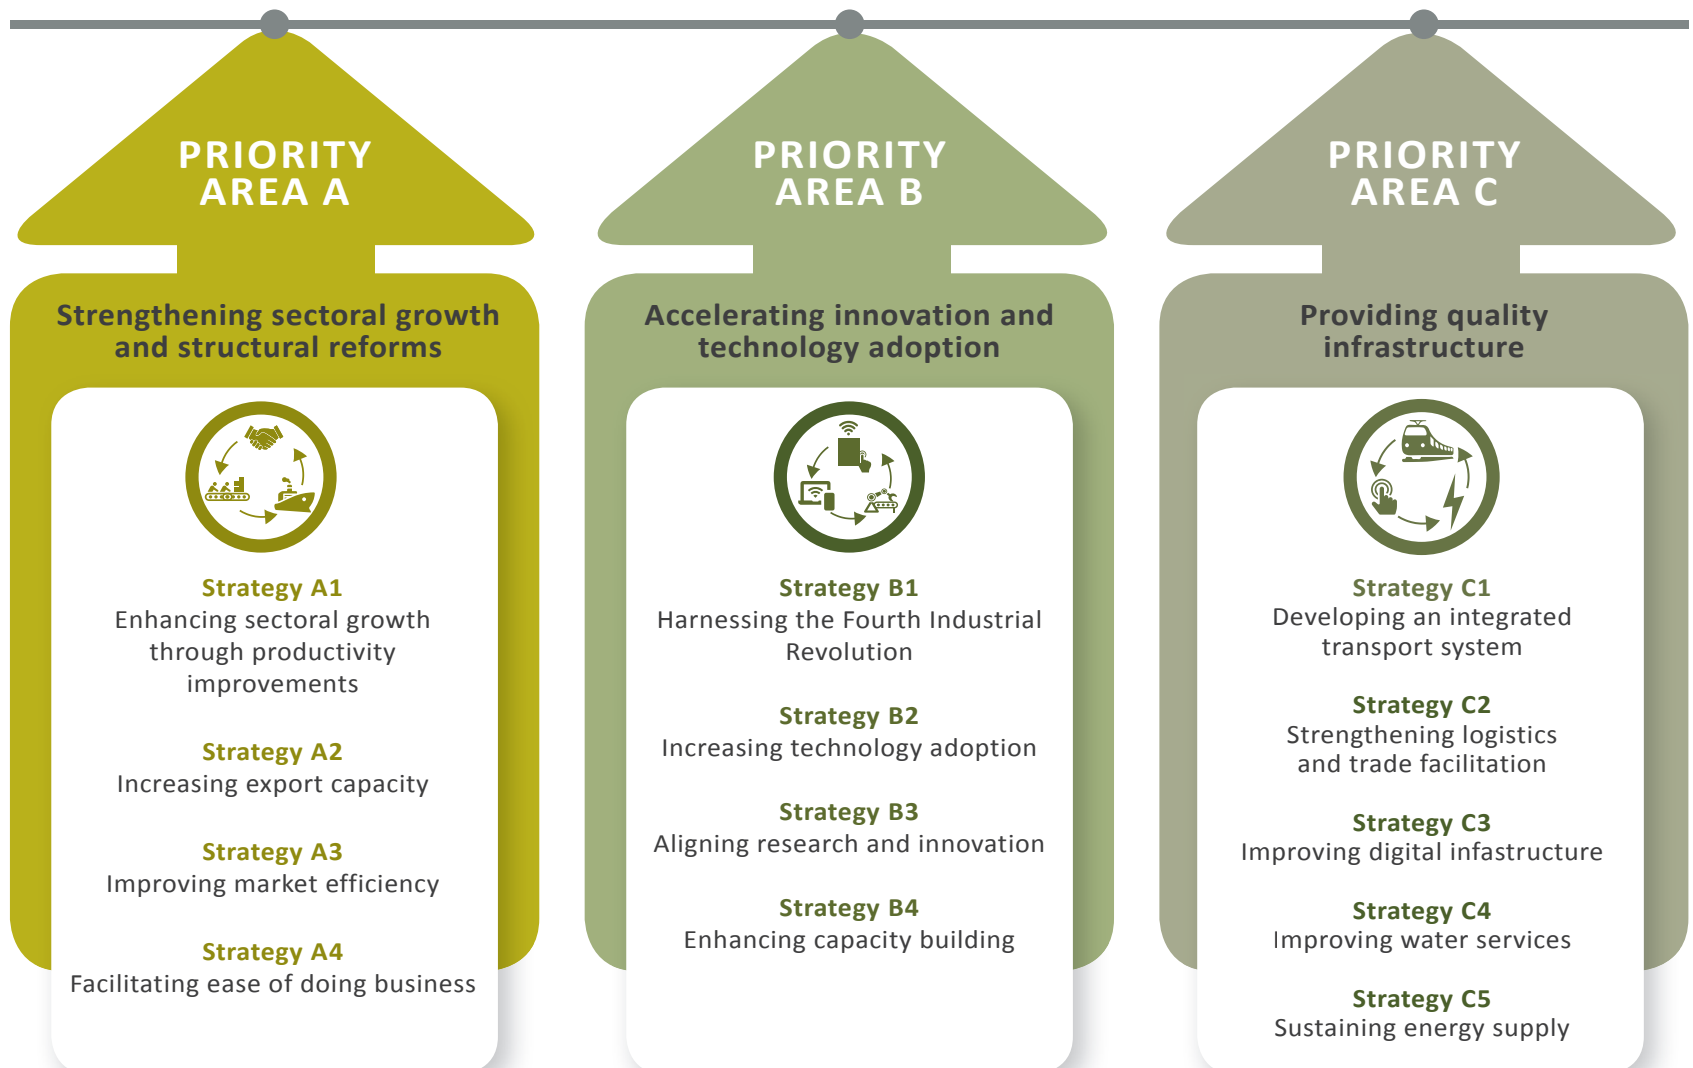 PRIORITY
AREA A
Strengthening sectoral growth
and structural reforms
Strategy A1
Enhancing sectoral growth
through productivity
improvements
Strategy A2
Increasing export capacity
Strategy A3
Improving market efficiency
Strategy A4
Facilitating ease of doing business
PRIORITY
AREA B
Accelerating innovation and
technology adoption
Strategy B1
Harnessing the Fourth Industrial
Revolution
Strategy B2
Increasing technology adoption
Strategy B3
Aligning research and innovation
Strategy B4
Enhancing capacity building
PRIORITY
AREA C
Providing quality
infrastructure
Strategy C1
Developing an integrated
transport system
Strategy C2
Strengthening logistics
and trade facilitation
Strategy C3
Improving digital infastructure
Strategy C4
Improving water services
Strategy C5
Sustaining energy supply